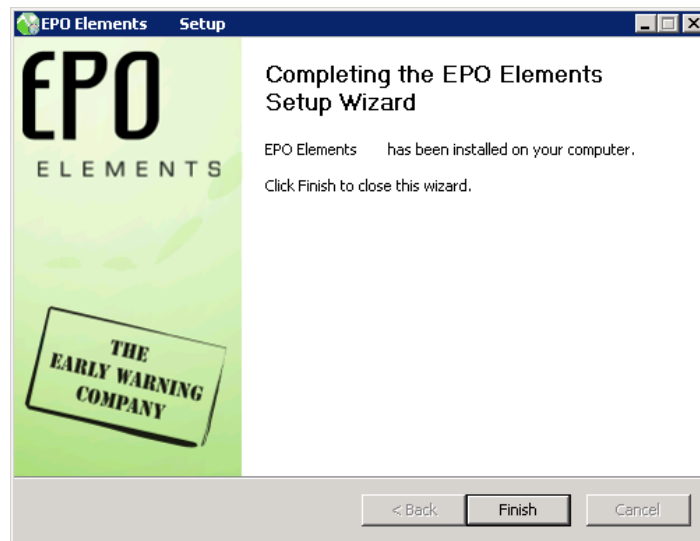 EPO Elements Setup
EPO
ELEMENTS
Completing the EPO Elements
Setup Wizard
EPO Elements has been installed on your computer.
Click Finish to close this wizard.
THE
EARLY WARNING
COMPANY
< Back Finish Cancel